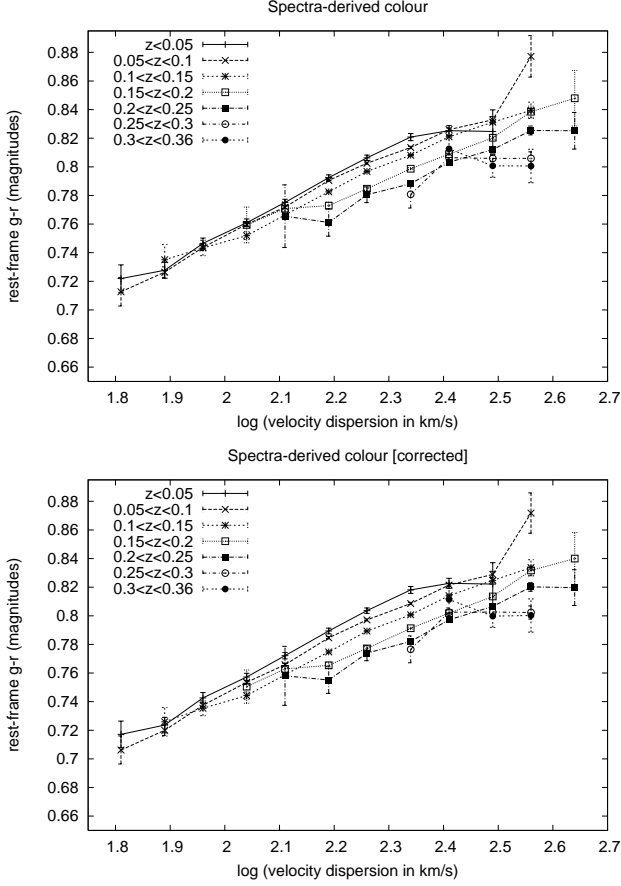 Spectra-derived colour
rest-frame g-r (magnitudes)
0.88
0.86
0.84
0.82
0.8
0.78
0.76
0.74
0.72
0.7
0.68
0.66
z<0.05
0.05<z<0.1
0.1<z<0.15
0.15<z<0.2
0.2<z<0.25
0.25<z<0.3
0.3<z<0.36
1.8 1.9 2 2.1 2.2 2.3 2.4 2.5 2.6 2.7
log (velocity dispersion in km/s)
Spectra-derived colour [corrected]
rest-frame g-r (magnitudes)
0.88
0.86
0.84
0.82
0.8
0.78
0.76
0.74
0.72
0.7
0.68
0.66
z<0.05
0.05<z<0.1
0.1<z<0.15
0.15<z<0.2
0.2<z<0.25
0.25<z<0.3
0.3<z<0.36
1.8 1.9 2 2.1 2.2 2.3 2.4 2.5 2.6 2.7
log (velocity dispersion in km/s)